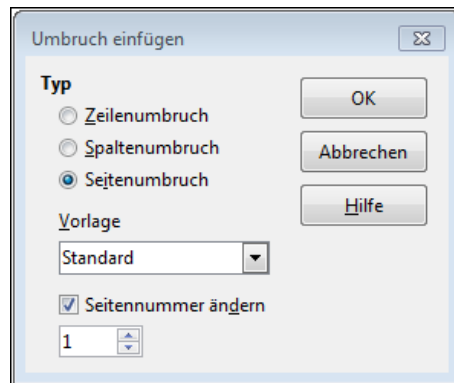 Umbruch einfügen
Typ
Zeilenumbruch
Spaltenumbruch
Seitenumbruch
Vorlage
Standard
Seitennummer ändern
1
OK
Abbrechen
Hilfe